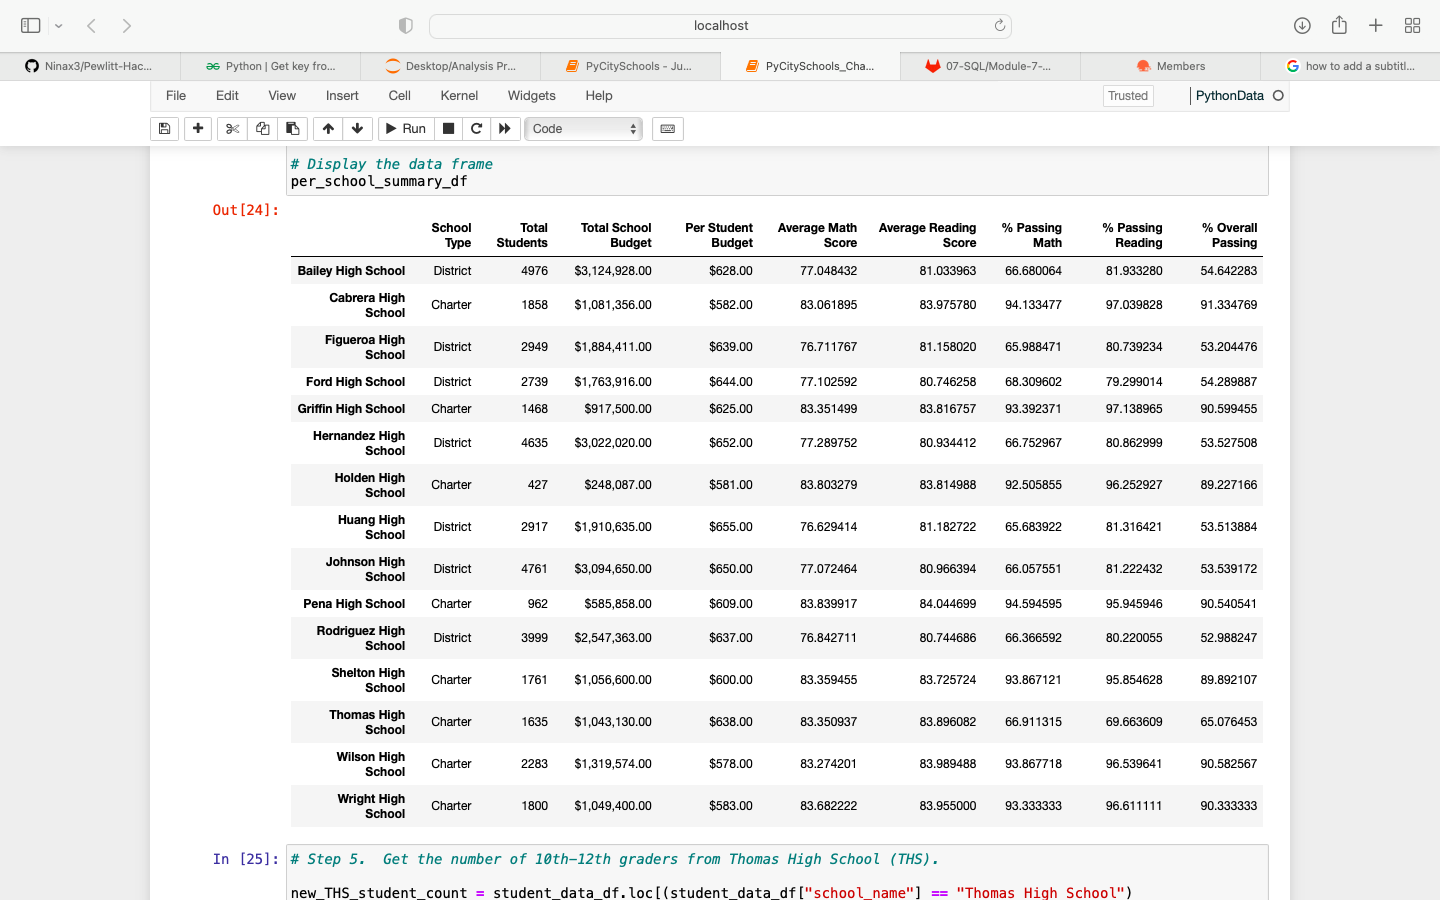 localhost
Ninax3/Pewlitt-Hac...
Python | Get key fro...
Desktop/Analysis Pr...
PyCitySchools - Ju...
PyCitySchools_Cha...
07-SQL/Module-7-...
Members
how to add a subtitl...
File Edit View Insert Cell Kernel Widgets Help Trusted PythonData
Run Code
# Display the data frame
per_school_summary_df
Out[24]:
School Type Total Students Total School Budget Per Student Budget Average Math Score Average Reading Score % Passing Math % Passing Reading % Overall Passing
Bailey High School District 4976 $3,124,928.00 $628.00 77.048432 81.033963 66.680064 81.933280 54.642283
Cabrera High School Charter 1858 $1,081,356.00 $582.00 83.061895 83.975780 94.133477 97.039828 91.334769
Figueroa High School District 2949 $1,884,411.00 $639.00 76.711767 81.158020 65.988471 80.739234 53.204476
Ford High School District 2739 $1,763,916.00 $644.00 77.102592 80.746258 68.309602 79.299014 54.289887
Griffin High School Charter 1468 $917,500.00 $625.00 83.351499 83.816757 93.392371 97.138965 90.599455
Hernandez High School District 4635 $3,022,020.00 $652.00 77.289752 80.934412 66.752967 80.862999 53.527508
Holden High School Charter 427 $248,087.00 $581.00 83.803279 83.814988 92.505855 96.252927 89.227166
Huang High School District 2917 $1,910,635.00 $655.00 76.629414 81.182722 65.683922 81.316421 53.513884
Johnson High School District 4761 $3,094,650.00 $650.00 77.072464 80.966394 66.057551 81.222432 53.539172
Pena High School Charter 962 $585,858.00 $609.00 83.839917 84.044699 94.594595 95.945946 90.540541
Rodriguez High School District 3999 $2,547,363.00 $637.00 76.842711 80.744686 66.366592 80.220055 52.988247
Shelton High School Charter 1761 $1,056,600.00 $600.00 83.359455 83.725724 93.867121 95.854628 89.892107
Thomas High School Charter 1635 $1,043,130.00 $638.00 83.350937 83.896082 66.911315 69.663609 65.076453
Wilson High School Charter 2283 $1,319,574.00 $578.00 83.274201 83.989488 93.867718 96.539641 90.582567
Wright High School Charter 1800 $1,049,400.00 $583.00 83.682222 83.955000 93.333333 96.611111 90.333333
In [25]: # Step 5.  Get the number of 10th-12th graders from Thomas High School (THS).
new_THS_student_count = student_data_df.loc[(student_data_df["school_name"] == "Thomas High School")